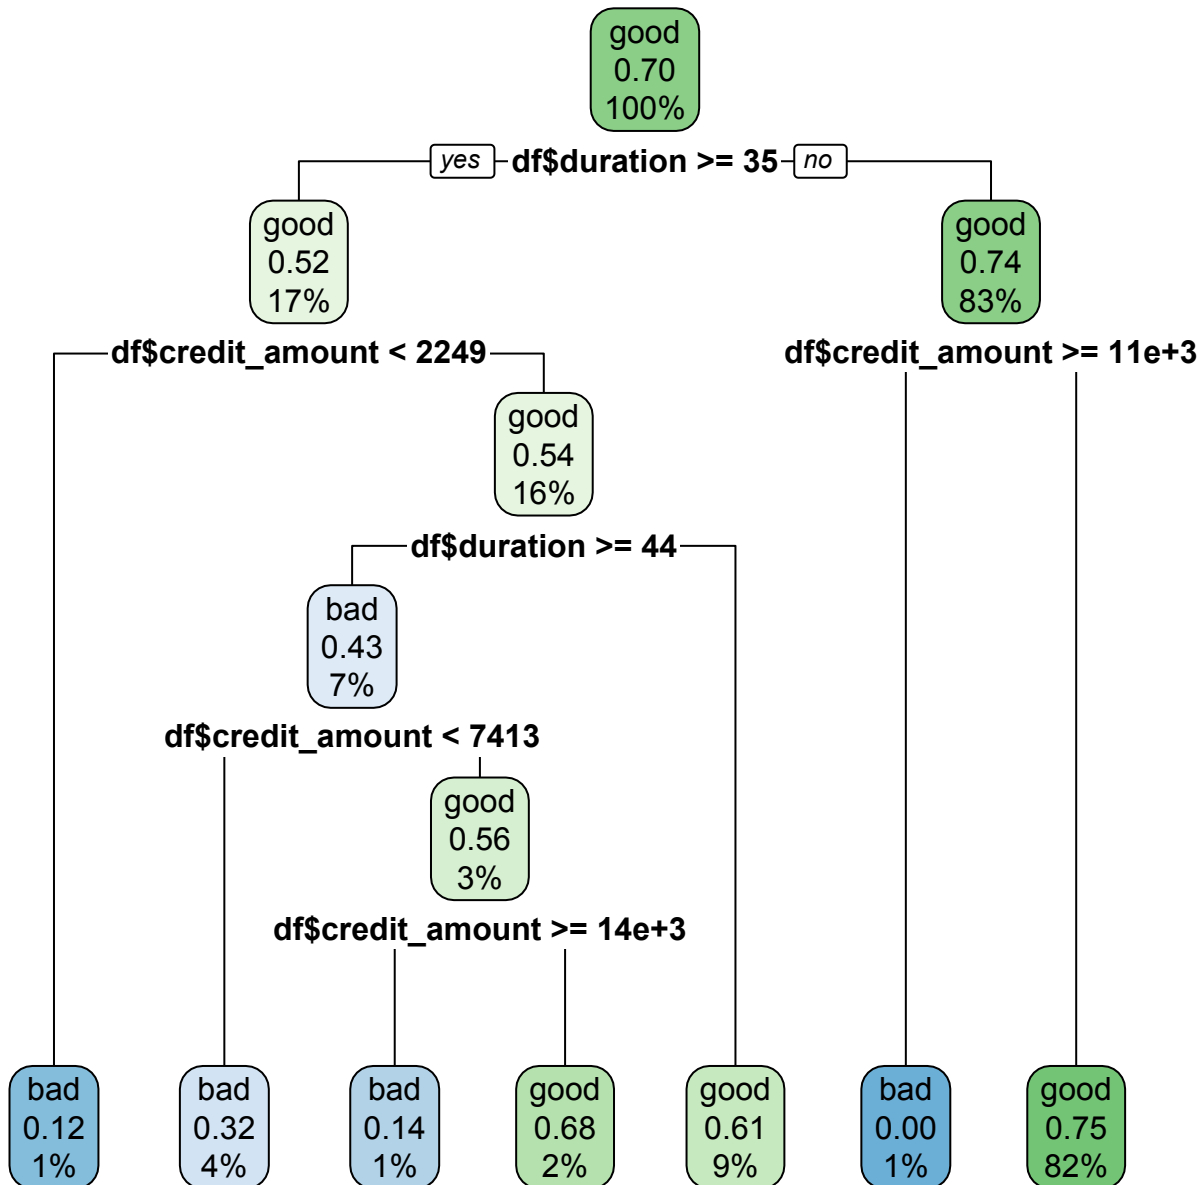 good
0.70
100%
yes df$duration >= 35 no
good
0.52
17%
good
0.74
83%
df$credit_amount < 2249
df$credit_amount >= 11e+3
good
0.54
16%
df$duration >= 44
bad
0.43
7%
df$credit_amount < 7413
good
0.56
3%
df$credit_amount >= 14e+3
bad
0.12
1%
bad
0.32
4%
bad
0.14
1%
good
0.68
2%
good
0.61
9%
bad
0.00
1%
good
0.75
82%